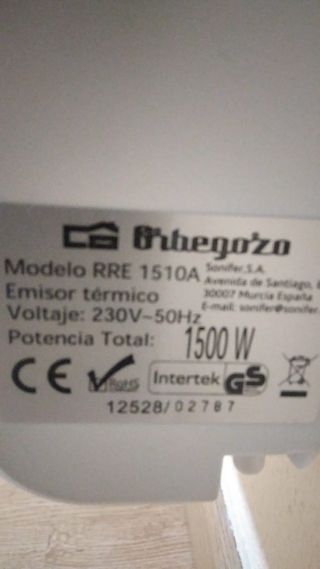 Orbegozo
Modelo RRE 1510A
Sonifer, S.A.
Avenida de Santiago,
30007 Murcia España
E-mail: sonifer@sonifer.
Emisor térmico
Voltaje: 230V~50Hz
Potencia Total: 1500 W
CE RoHS Intertek GS
12528/02787